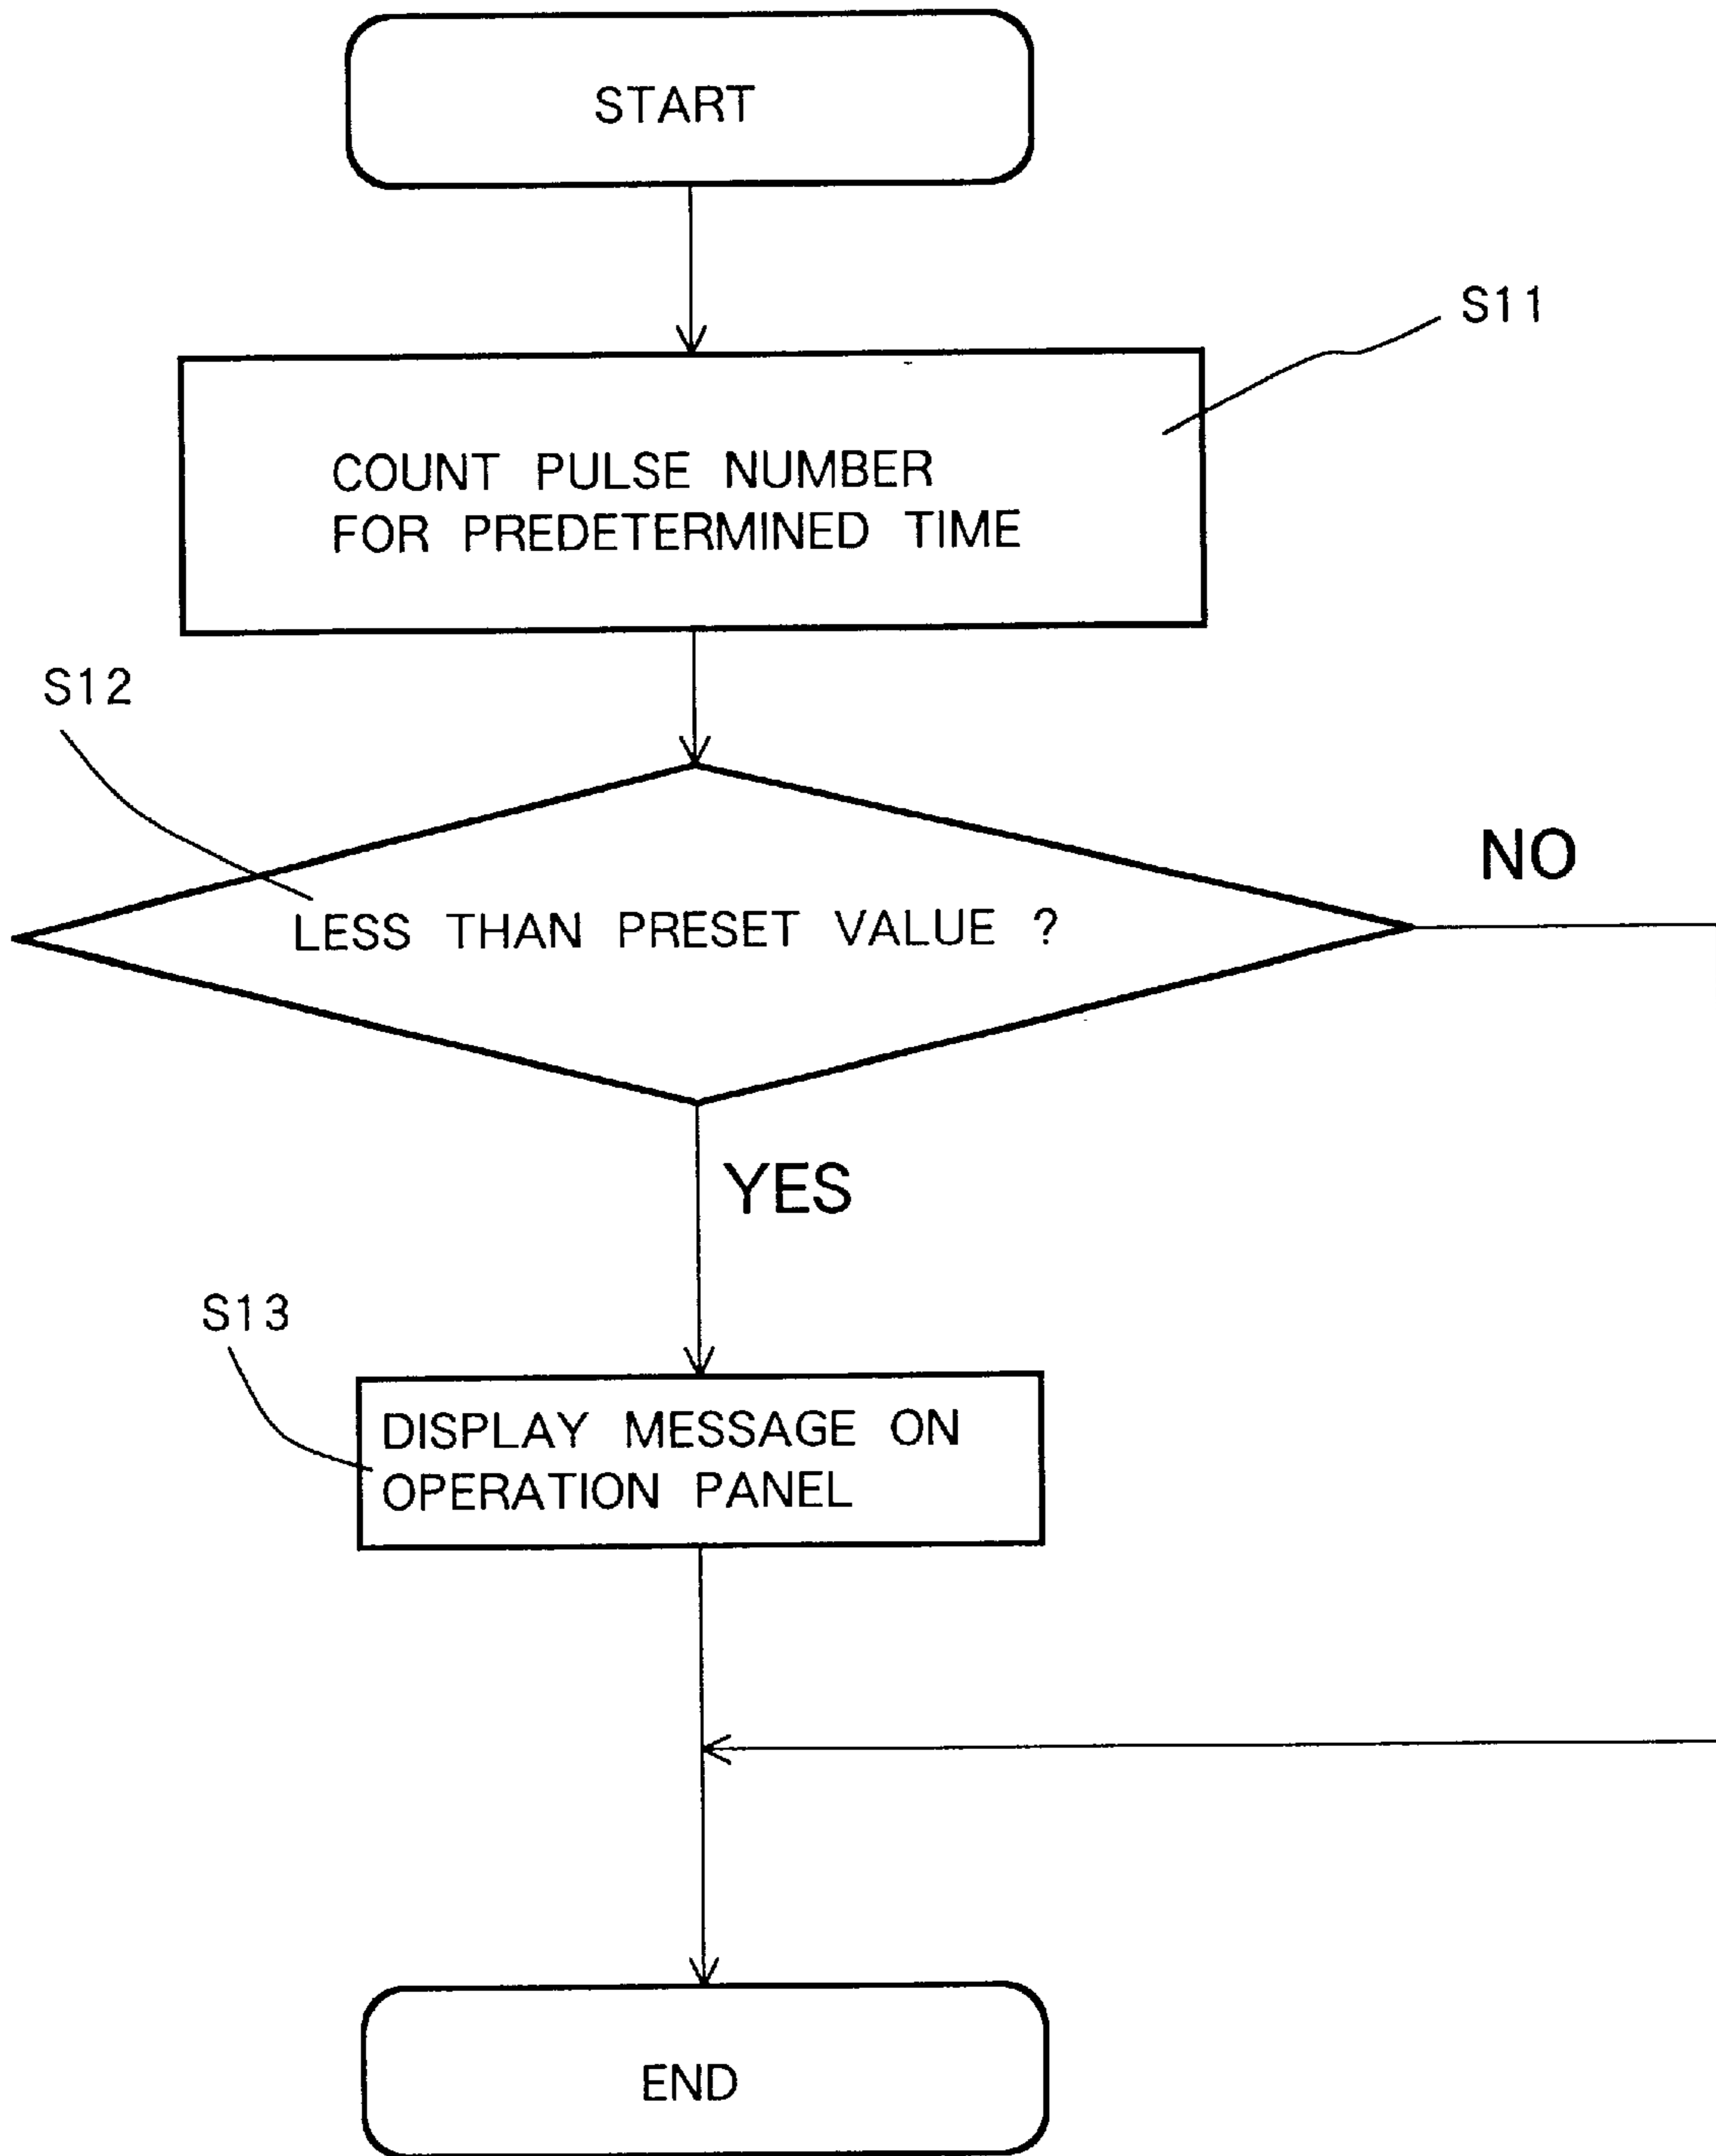 START
S11
COUNT PULSE NUMBER
FOR PREDETERMINED TIME
S12
NO
LESS THAN PRESET VALUE ?
YES
S13
DISPLAY MESSAGE ON
OPERATION PANEL
END